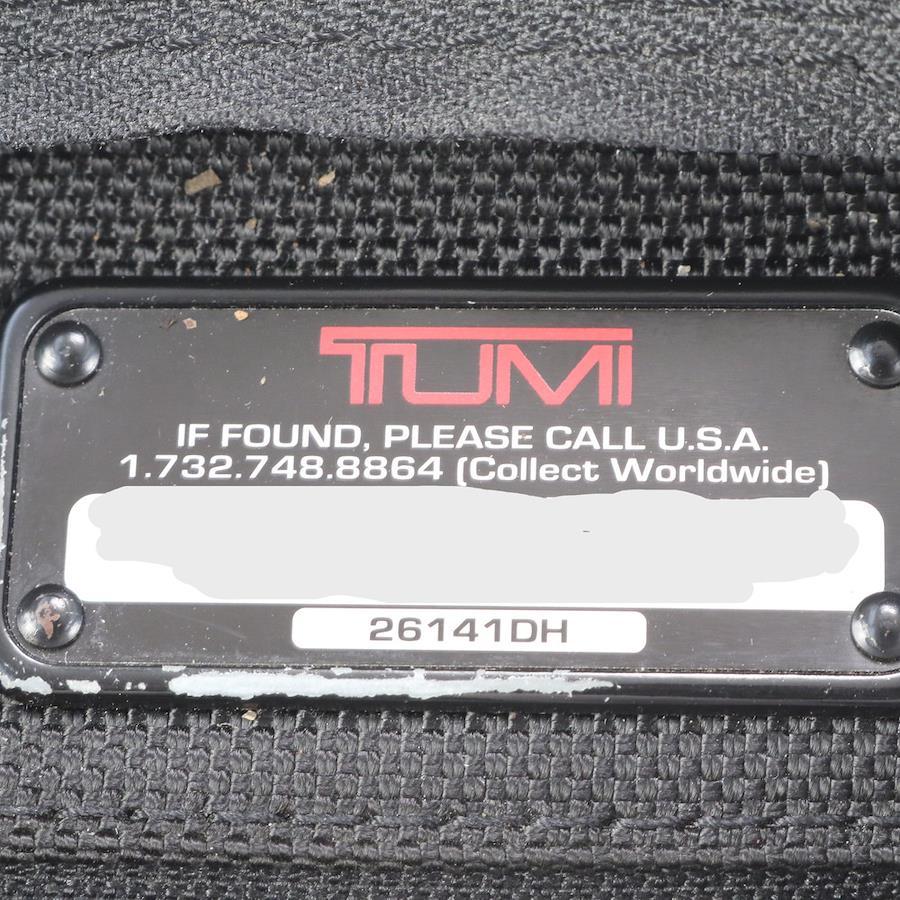 TUMI
IF FOUND, PLEASE CALL U.S.A.
1.732.748.8864 (Collect Worldwide)
26141DH